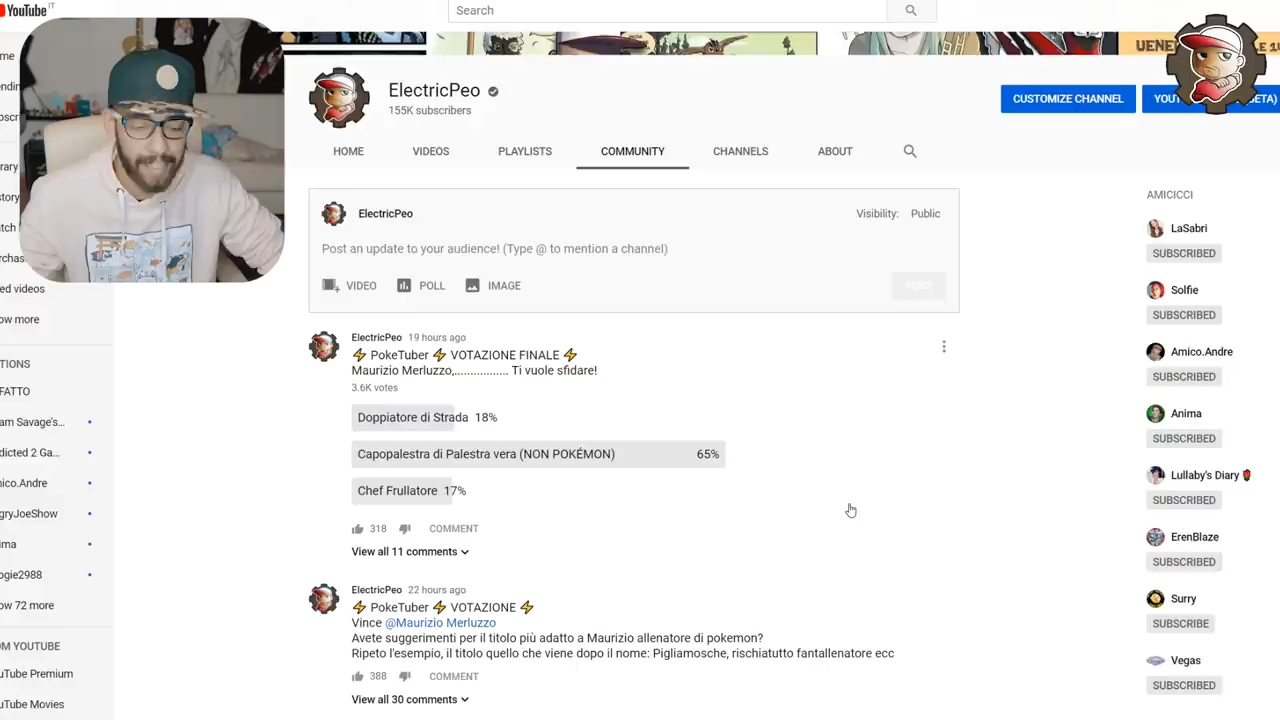 YouTube IT
Search
UENE
ElectricPeo
155K subscribers
CUSTOMIZE CHANNEL
HOME
VIDEOS
PLAYLISTS
COMMUNITY
CHANNELS
ABOUT
ElectricPeo
Visibility: Public
Post an update to your audience! (Type @ to mention a channel)
VIDEO
POLL
IMAGE
POST
ElectricPeo 19 hours ago
⚡ PokeTuber ⚡ VOTAZIONE FINALE ⚡
Maurizio Merluzzo,................ Ti vuole sfidare!
3.6K votes
Doppiatore di Strada 18%
Capopalestra di Palestra vera (NON POKÉMON) 65%
Chef Frullatore 17%
318 COMMENT
View all 11 comments
ElectricPeo 22 hours ago
⚡ PokeTuber ⚡ VOTAZIONE ⚡
Vince @Maurizio Merluzzo
Avete suggerimenti per il titolo più adatto a Maurizio allenatore di pokemon?
Ripeto l'esempio, il titolo quello che viene dopo il nome: Pigliamosche, rischiatutto fantallenatore ecc
388 COMMENT
View all 30 comments
AMICICCI
LaSabri
SUBSCRIBED
Solfie
SUBSCRIBED
Amico.Andre
SUBSCRIBED
Anima
SUBSCRIBED
Lullaby's Diary
SUBSCRIBED
ErenBlaze
SUBSCRIBED
Surry
SUBSCRIBE
Vegas
SUBSCRIBED
ed videos
ow more
TIONS
FATTO
am Savage's...
dicted 2 Ga...
nico.Andre
gryJoeShow
ima
ogie2988
ow 72 more
OM YOUTUBE
uTube Premium
uTube Movies